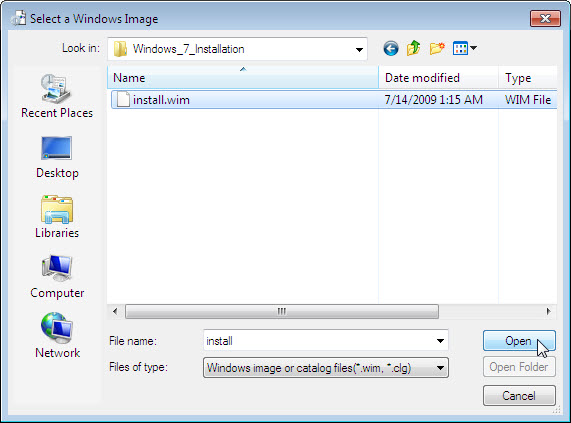 Select a Windows Image
Look in: Windows_7_Installation
Name Date modified Type
install.wim 7/14/2009 1:15 AM WIM File
Recent Places
Desktop
Libraries
Computer
Network
File name: install Open
Files of type: Windows image or catalog files(*.wim, *.clg) Open Folder
Cancel